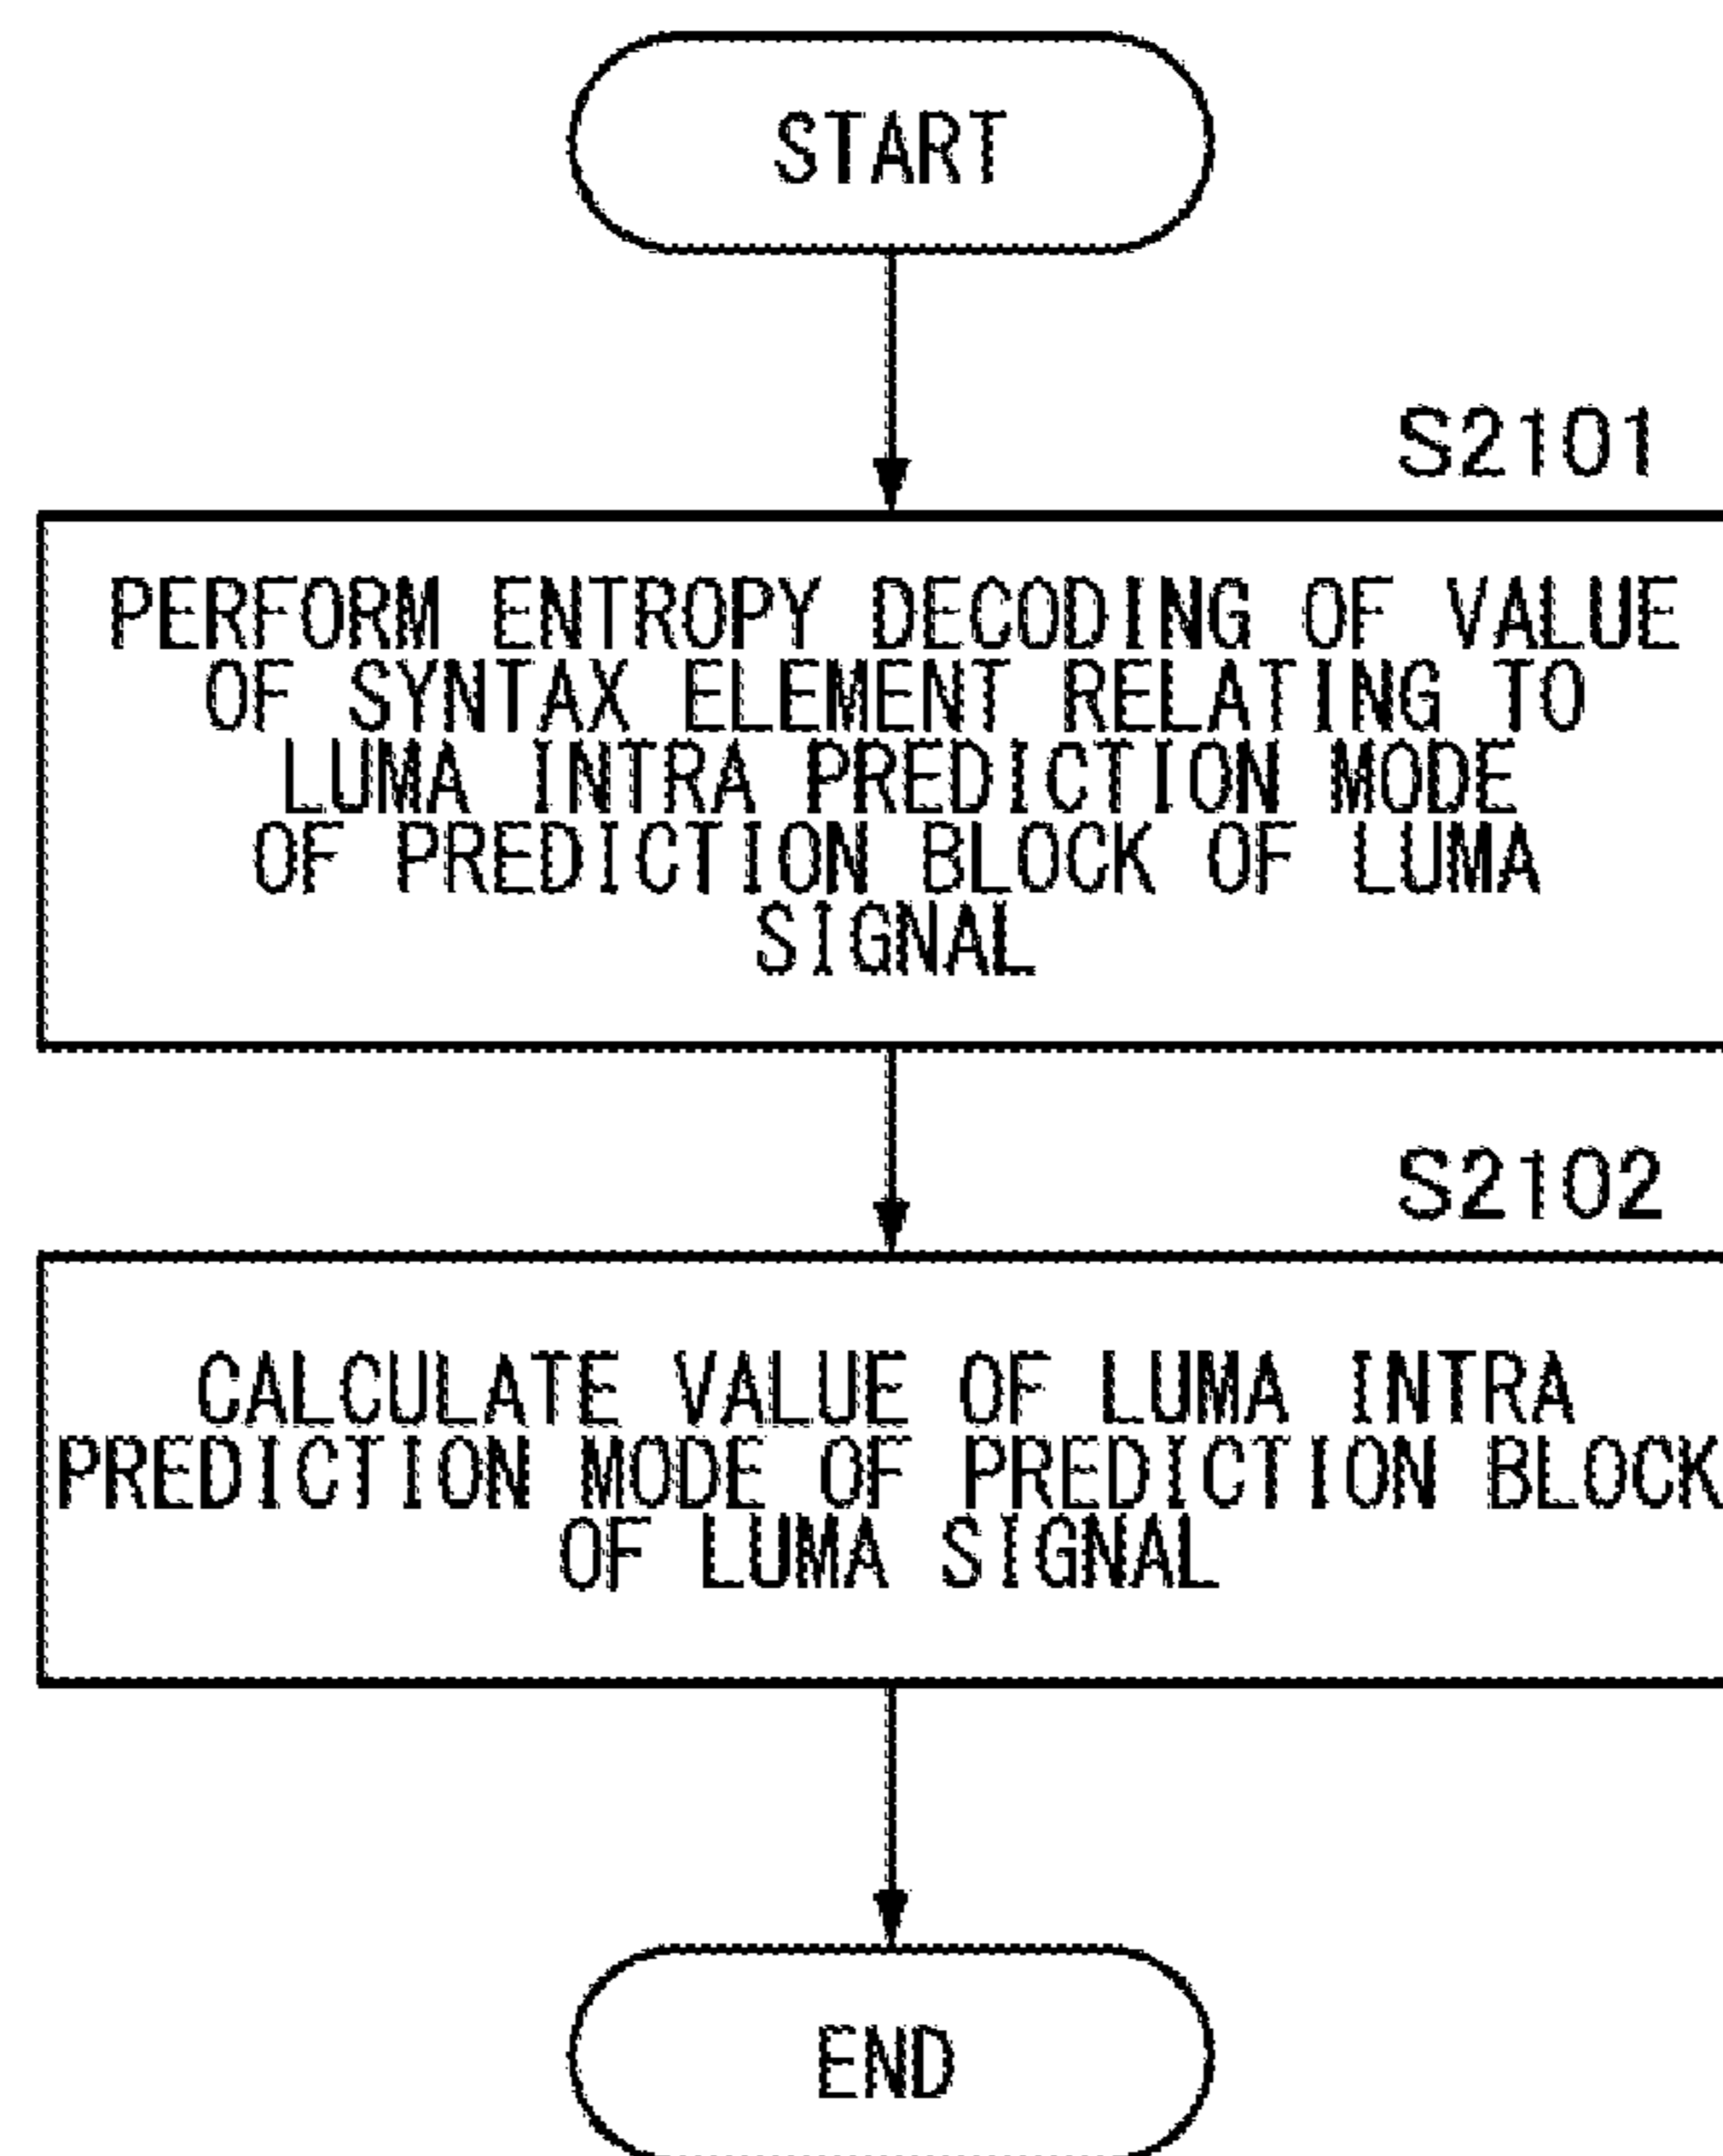 START
S2101
PERFORM ENTROPY DECODING OF VALUE
OF SYNTAX ELEMENT RELATING TO
LUMA INTRA PREDICTION MODE
OF PREDICTION BLOCK OF LUMA
SIGNAL
S2102
CALCULATE VALUE OF LUMA INTRA
PREDICTION MODE OF PREDICTION BLOCK
OF LUMA SIGNAL
END